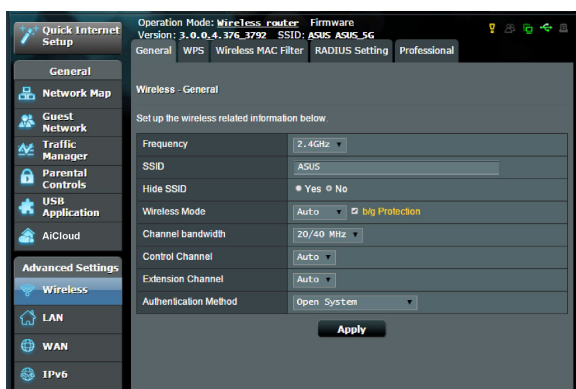 Quick Internet
Setup
Operation Mode: Wireless router Firmware
Version: 3.0.0.4.376_3792 SSID: ASUS ASUS_5G
General WPS Wireless MAC Filter RADIUS Setting Professional
General
Network Map
Guest
Network
Traffic
Manager
Parental
Controls
USB
Application
AiCloud
Advanced Settings
Wireless
LAN
WAN
IPv6
Wireless - General
Set up the wireless related information below.
Frequency 2.4GHz
SSID ASUS
Hide SSID Yes No
Wireless Mode Auto b/g Protection
Channel bandwidth 20/40 MHz
Control Channel Auto
Extension Channel Auto
Authentication Method Open System
Apply